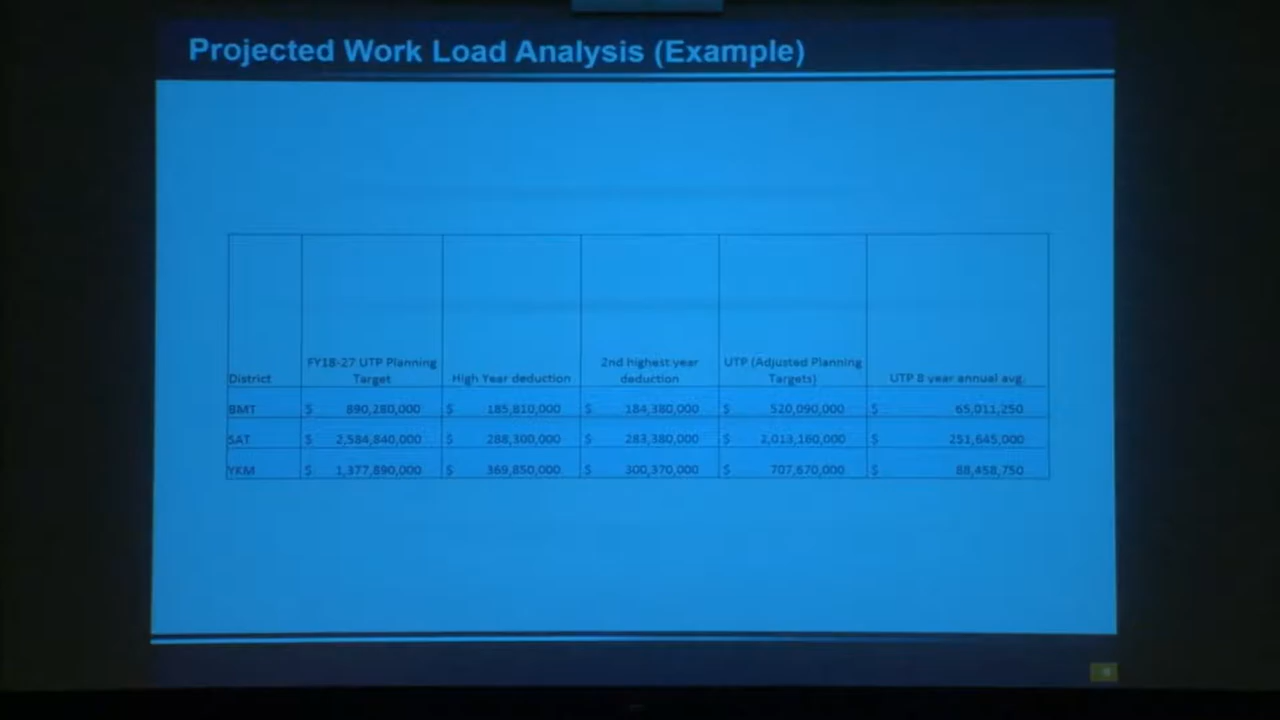 Projected Work Load Analysis (Example)
District FY18-27 UTP Planning Target High Year deduction 2nd highest year deduction UTP (Adjusted Planning Targets) UTP 8 year annual avg.
BMT $ 890,280,000 $ 185,810,000 $ 184,380,000 $ 520,090,000 $ 65,011,250
SAT $ 2,584,840,000 $ 288,300,000 $ 283,380,000 $ 2,013,160,000 $ 251,645,000
YKM $ 1,377,890,000 $ 369,850,000 $ 300,370,000 $ 707,670,000 $ 88,458,750